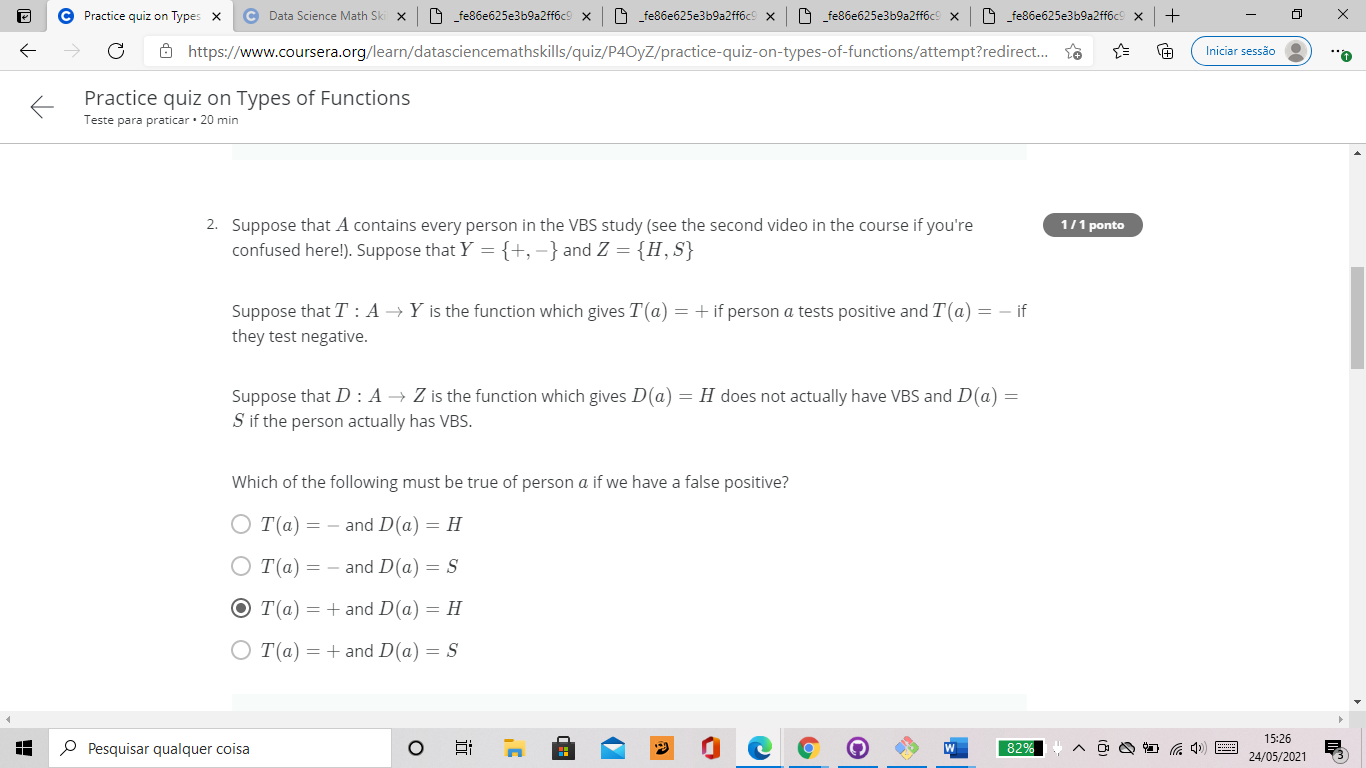 Practice quiz on Types
Data Science Math Ski
_fe86e625e3b9a2ff6c9
_fe86e625e3b9a2ff6c9
_fe86e625e3b9a2ff6c9
_fe86e625e3b9a2ff6c9
https://www.coursera.org/learn/datasciencemathskills/quiz/P4OyZ/practice-quiz-on-types-of-functions/attempt?redirect...
Iniciar sessão
Practice quiz on Types of Functions
Teste para praticar • 20 min
2. Suppose that A contains every person in the VBS study (see the second video in the course if you're
1 / 1 ponto
confused here!). Suppose that Y = {+, −} and Z = {H, S}
Suppose that T : A → Y is the function which gives T(a) = + if person a tests positive and T(a) = − if
they test negative.
Suppose that D : A → Z is the function which gives D(a) = H does not actually have VBS and D(a) =
S if the person actually has VBS.
Which of the following must be true of person a if we have a false positive?
T(a) = − and D(a) = H
T(a) = − and D(a) = S
T(a) = + and D(a) = H
T(a) = + and D(a) = S
Pesquisar qualquer coisa
82%
15:26
24/05/2021
3